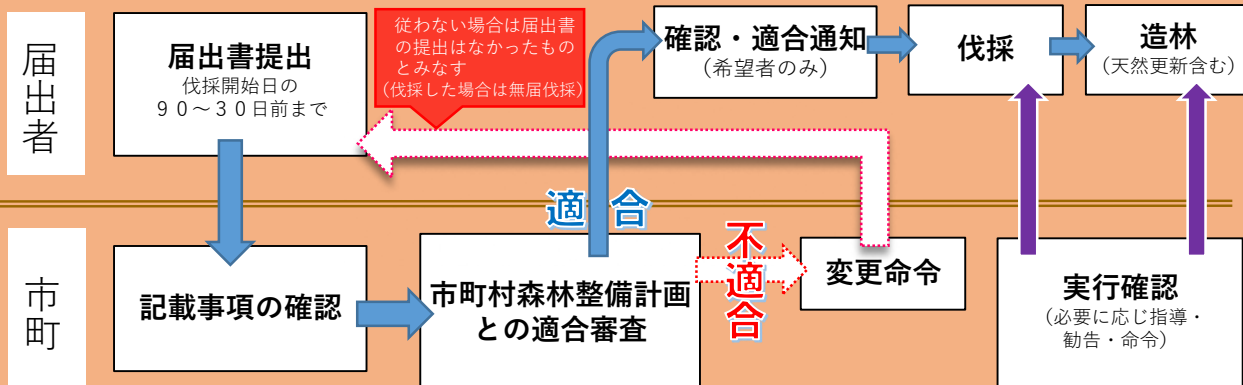 届出者
届出書提出
伐採開始日の
９０～３０日前まで
従わない場合は届出書
の提出はなかったもの
とみなす
(伐採した場合は無届伐採)
確認・適合通知
(希望者のみ)
伐採
造林
(天然更新含む)
適合
不適合
市町
記載事項の確認
市町村森林整備計画
との適合審査
変更命令
実行確認
(必要に応じ指導・
勧告・命令)